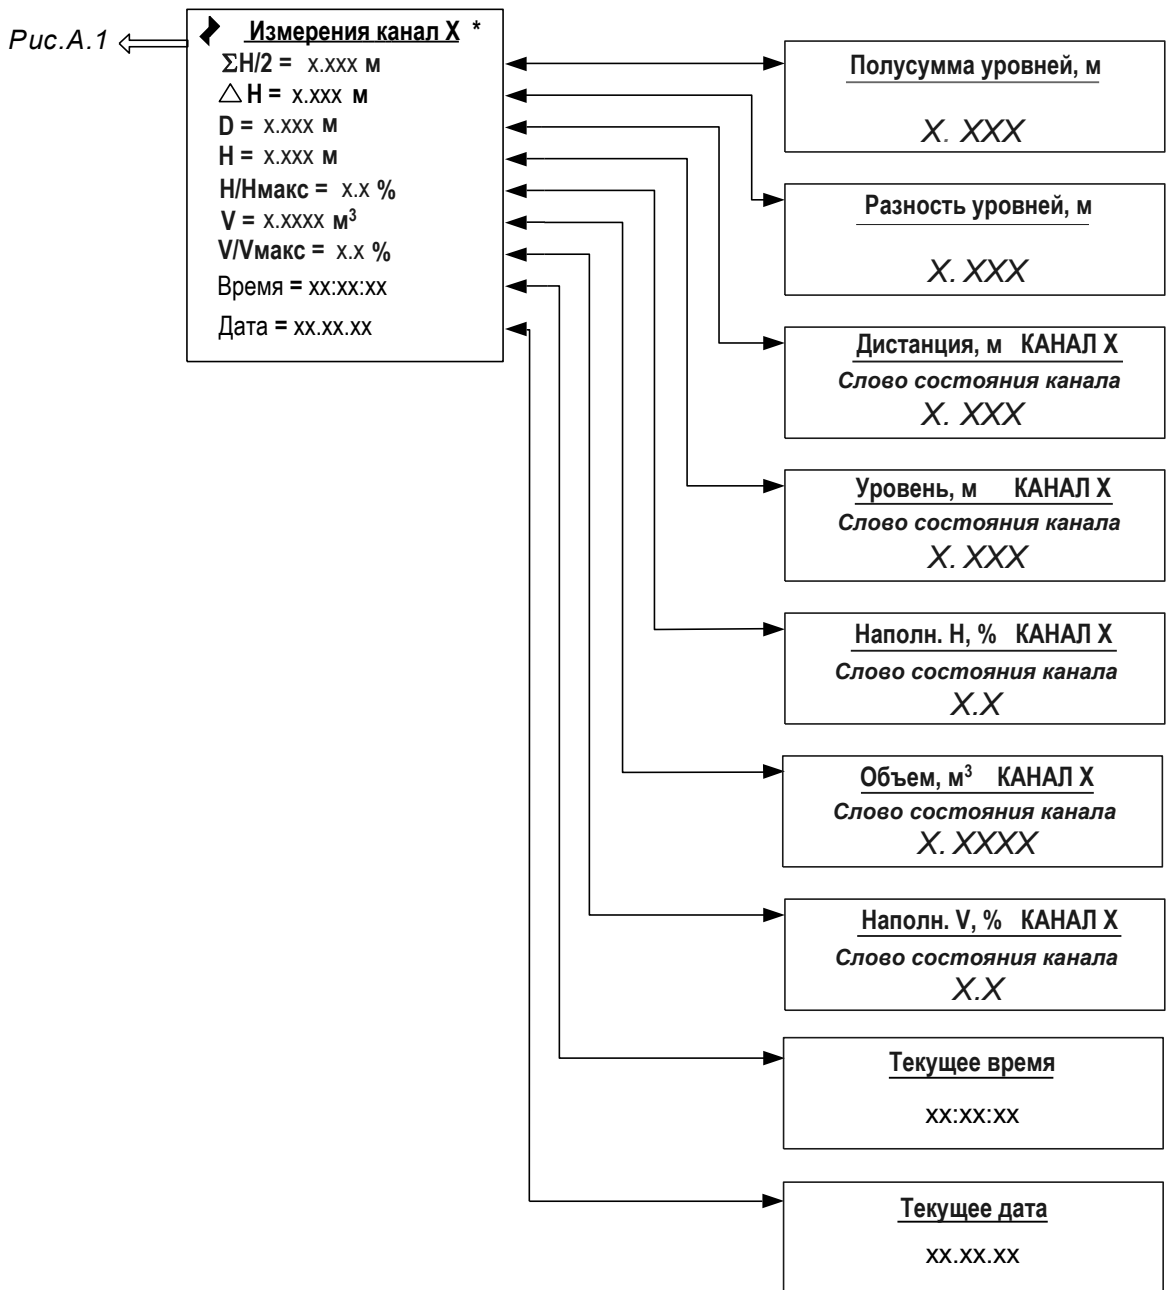 Рис.А.1
Измерения канал X *
ΣH/2 = x.xxx м
△ H = x.xxx м
D = x.xxx м
H = x.xxx м
H/Hмакс = x.x %
V = x.xxxx м³
V/Vмакс = x.x %
Время = xx:xx:xx
Дата = xx.xx.xx
Полусумма уровней, м
X. XXX
Разность уровней, м
X. XXX
Дистанция, м КАНАЛ X
Слово состояния канала
X. XXX
Уровень, м КАНАЛ X
Слово состояния канала
X. XXX
Наполн. H, % КАНАЛ X
Слово состояния канала
X.X
Объем, м³ КАНАЛ X
Слово состояния канала
X. XXXX
Наполн. V, % КАНАЛ X
Слово состояния канала
X.X
Текущее время
xx:xx:xx
Текущее дата
xx.xx.xx